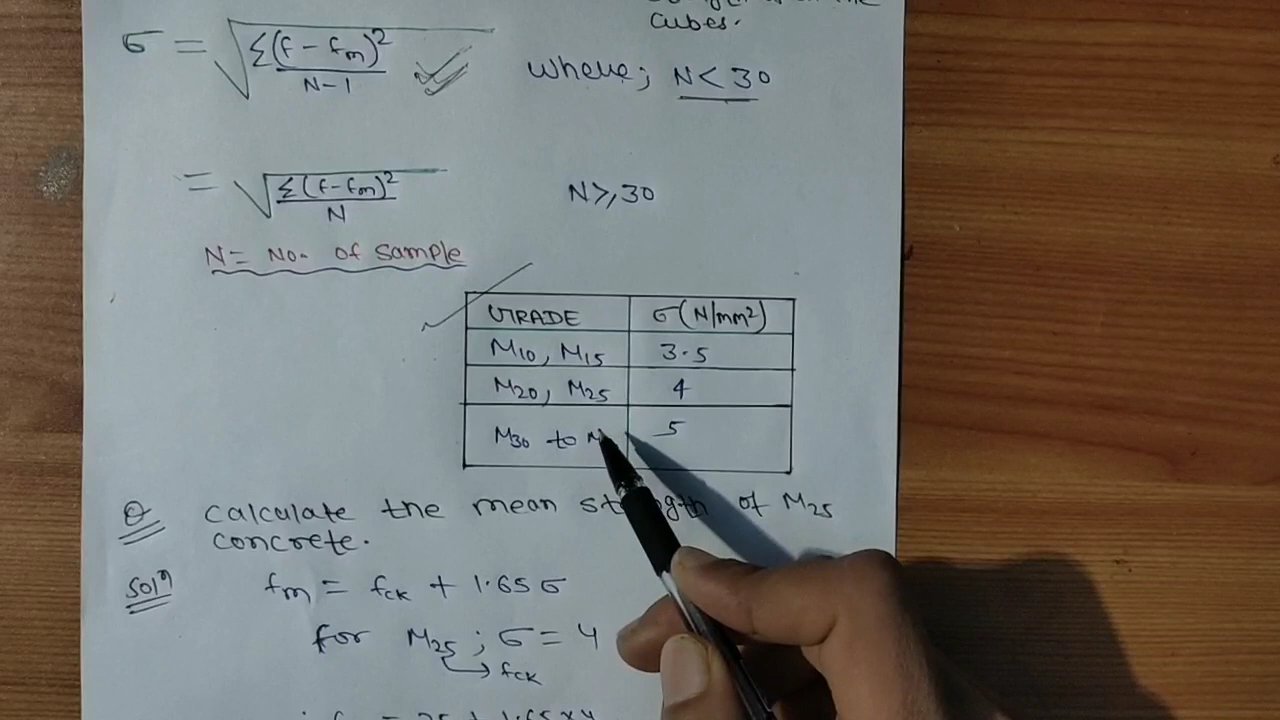 cubes.
σ = √Σ(f - fm)² / N-1 where; N < 30
= √Σ(f-fm)² / N N ≥ 30
N = No. of sample
GRADE σ (N/mm²)
M10, M15 3.5
M20, M25 4
M30 to 5
Q calculate the mean of M25
concrete.
Solⁿ fm = fck + 1.65 σ
for M25 ; σ = 4
fck